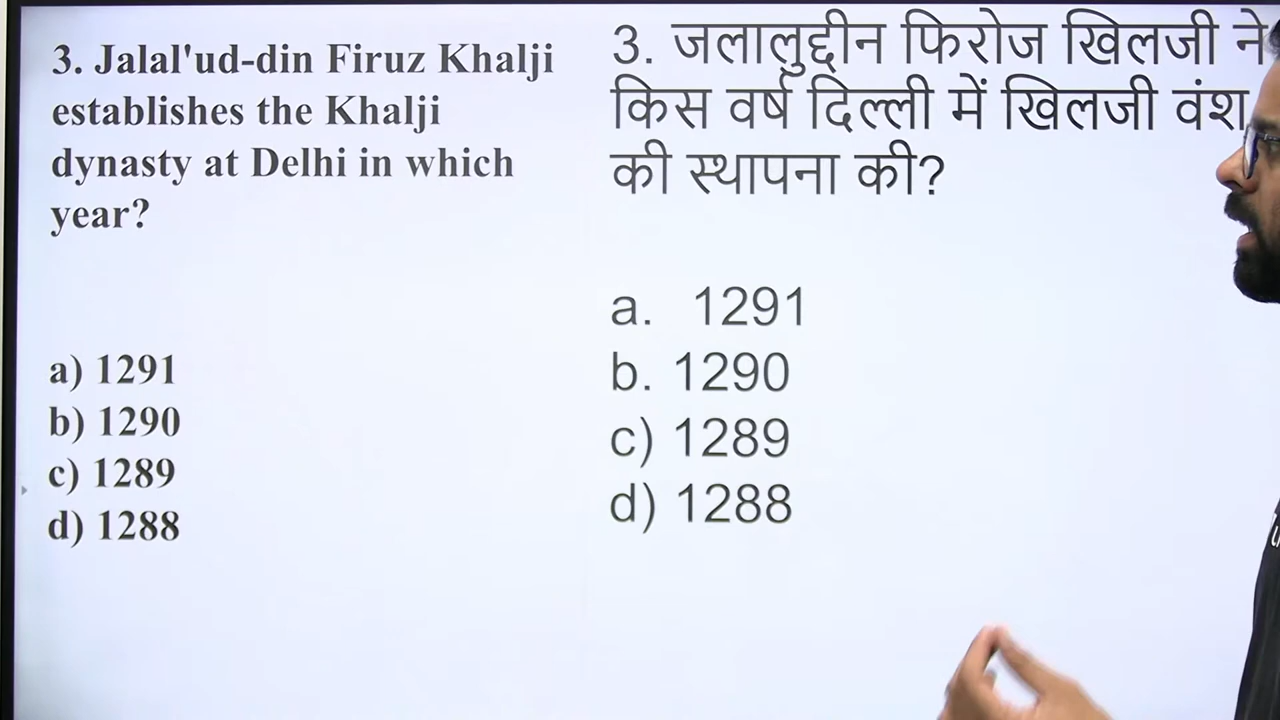 3. Jalal'ud-din Firuz Khalji
establishes the Khalji
dynasty at Delhi in which
year?
a) 1291
b) 1290
c) 1289
d) 1288
3. जलालुद्दीन फिरोज खिलजी ने
किस वर्ष दिल्ली में खिलजी वंश
की स्थापना की?
a. 1291
b. 1290
c) 1289
d) 1288